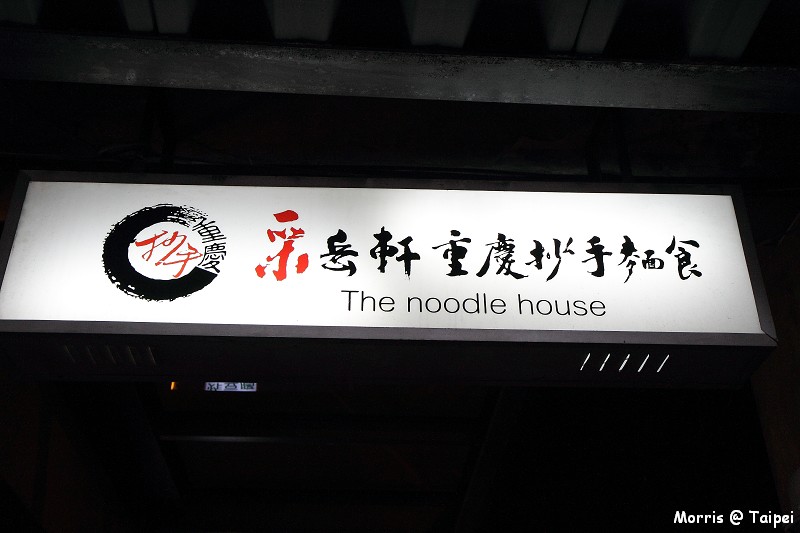 重慶
抄手
采岳軒重慶抄手麵食
The noodle house
Morris @ Taipei